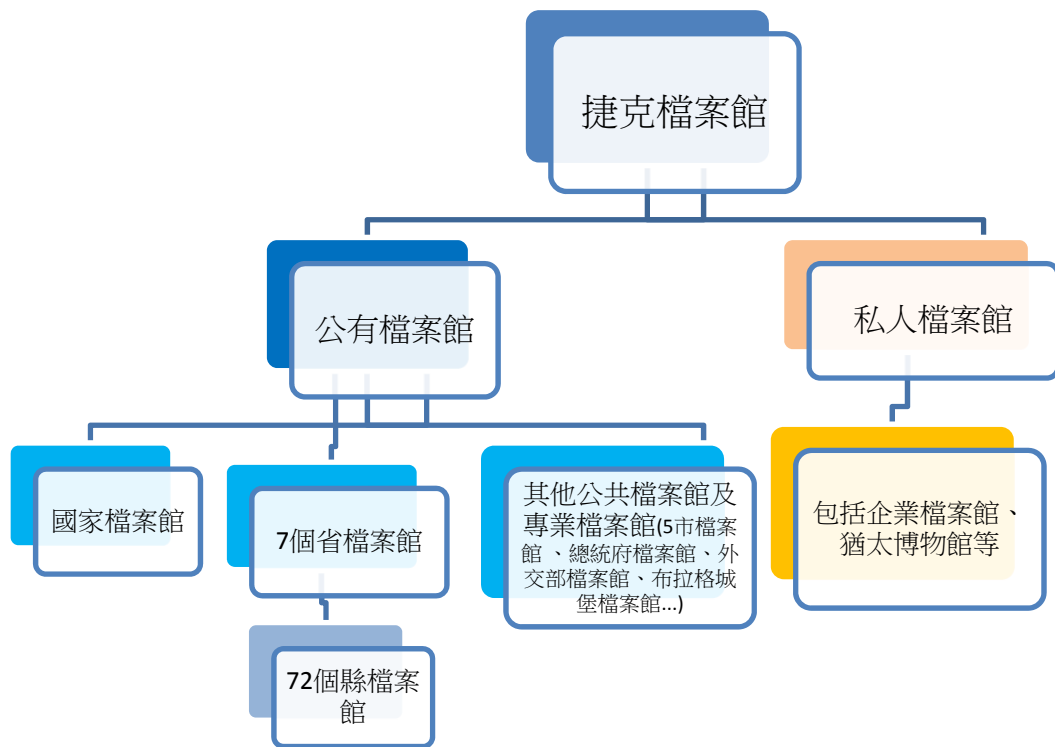 捷克檔案館
公有檔案館
私人檔案館
國家檔案館
7個省檔案館
其他公共檔案館及
專業檔案館(5市檔案
館 、總統府檔案館、外
交部檔案館、布拉格城
堡檔案館...)
包括企業檔案館、
猶太博物館等
72個縣檔案
館